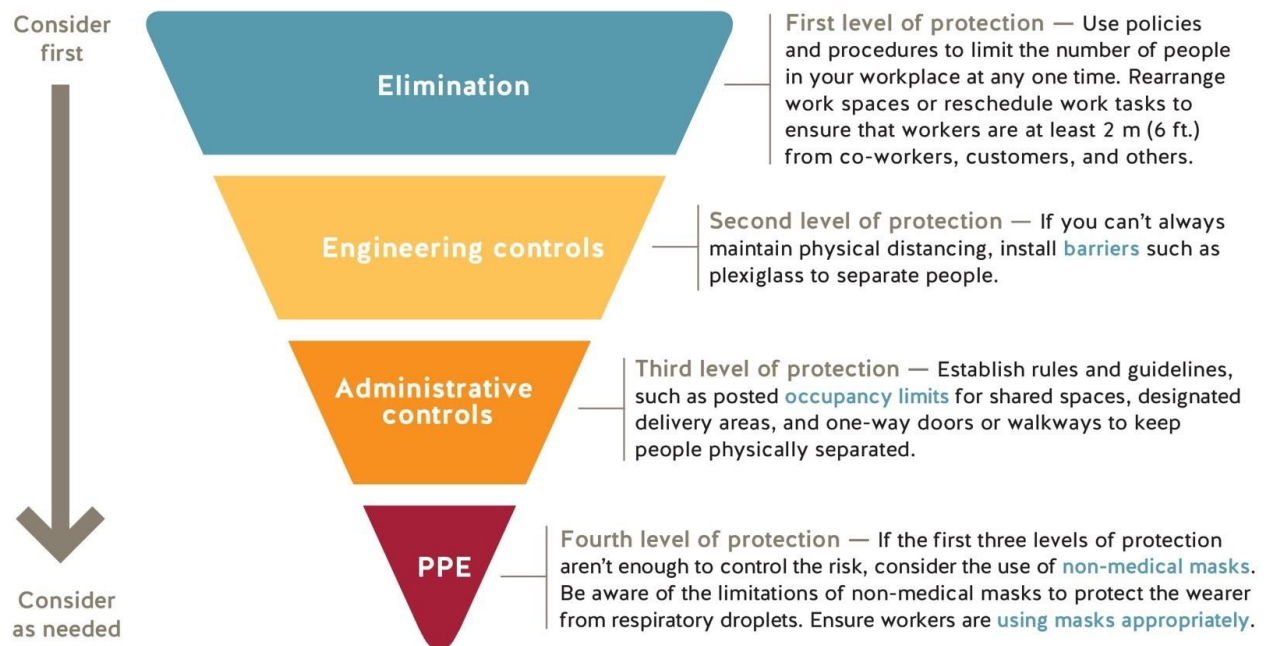 Consider
first
Elimination
First level of protection — Use policies
and procedures to limit the number of people
in your workplace at any one time. Rearrange
work spaces or reschedule work tasks to
ensure that workers are at least 2 m (6 ft.)
from co-workers, customers, and others.
Engineering controls
Second level of protection — If you can’t always
maintain physical distancing, install barriers such as
plexiglass to separate people.
Administrative
controls
Third level of protection — Establish rules and guidelines,
such as posted occupancy limits for shared spaces, designated
delivery areas, and one-way doors or walkways to keep
people physically separated.
PPE
Fourth level of protection — If the first three levels of protection
aren’t enough to control the risk, consider the use of non-medical masks.
Be aware of the limitations of non-medical masks to protect the wearer
from respiratory droplets. Ensure workers are using masks appropriately.
Consider
as needed